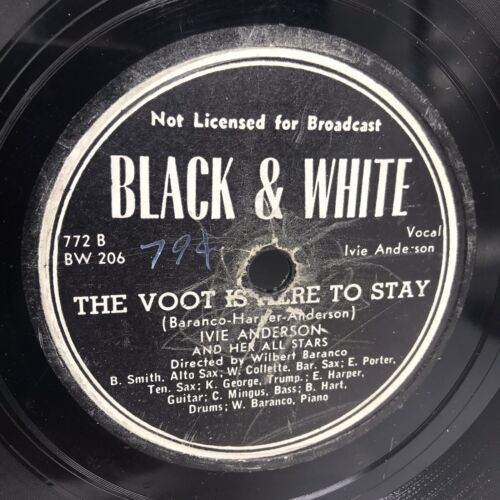 Not Licensed for Broadcast
BLACK & WHITE
772 B
BW 206
794
Vocal
Ivie Anderson
THE VOOT IS HERE TO STAY
(Baranco-Harper-Anderson)
IVIE ANDERSON
AND HER ALL STARS
Directed by Wilbert Baranco
B. Smith, Alto Sax; W. Collette, Bar. Sax; E. Porter,
Ten. Sax; K. George, Trump.; E. Harper,
Guitar; C. Mingus, Bass; B. Hart,
Drums; W. Baranco, Piano